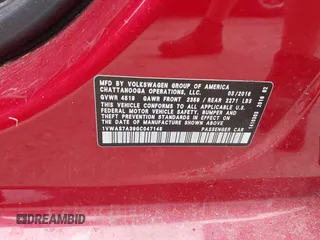 MFD BY VOLKSWAGEN GROUP OF AMERICA
CHATTANOOGA OPERATIONS, LLC. 03/2016
GVWR 4519 GAWR FRONT 2359 / REAR 2271 LBS
THIS VEHICLE CONFORMS TO ALL APPLICABLE FEDERAL MOTOR
VEHICLE SAFETY, BUMPER, AND THEFT PREVENTION STANDARDS
IN EFFECT ON THE DATE OF MANUFACTURE SHOWN ABOVE
PASSENGER CAR
DREAMBID